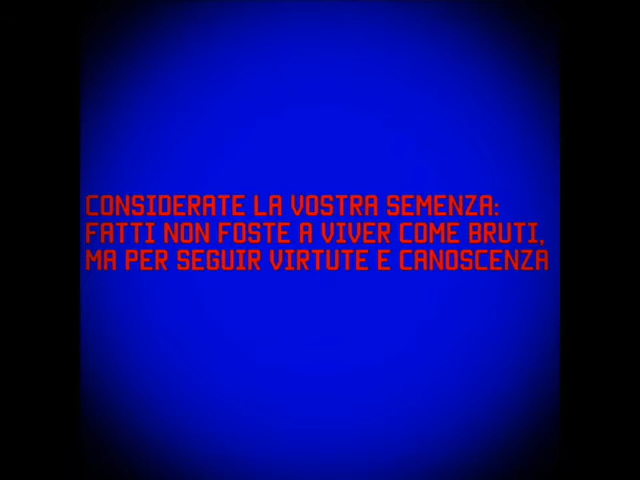 CONSIDERATE LA VOSTRA SEMENZA:
FATTI NON FOSTE A VIVER COME BRUTI,
MA PER SEGUIR VIRTUTE E CANOSCENZA